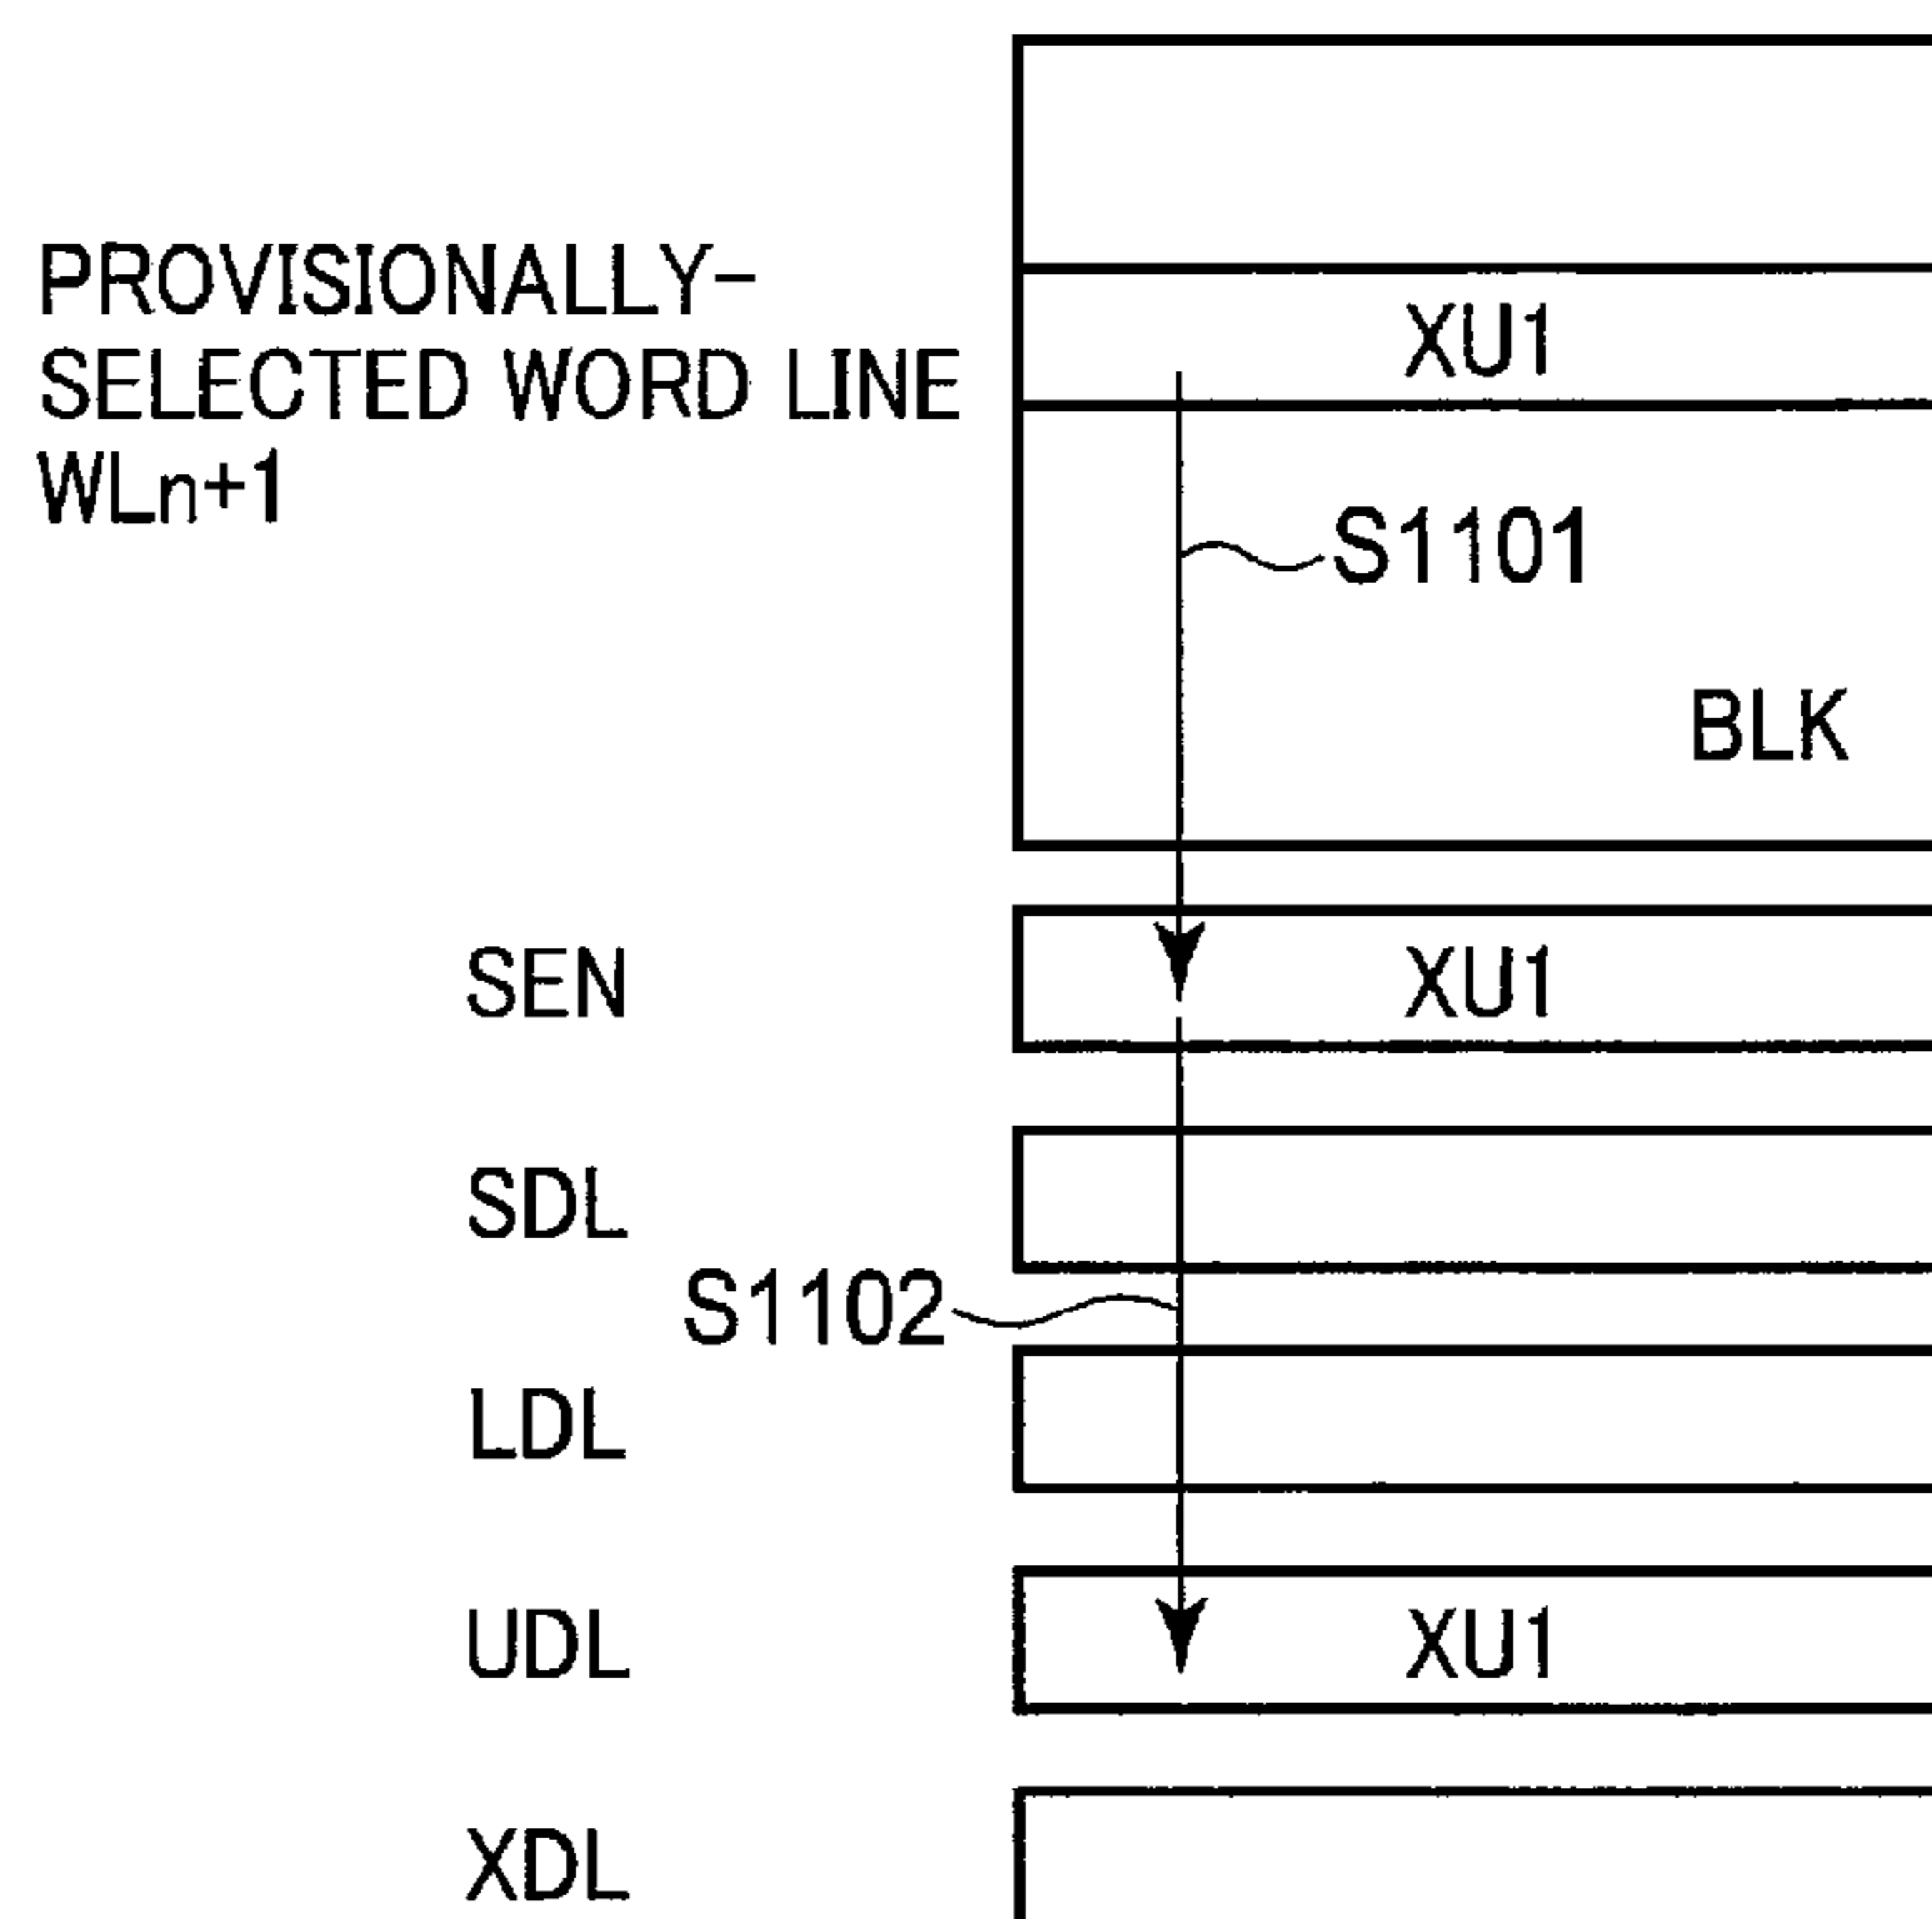 PROVISIONALLY-
SELECTED WORD LINE
WLn+1
XU1
S1101
BLK
SEN
XU1
SDL
S1102
LDL
UDL
XU1
XDL